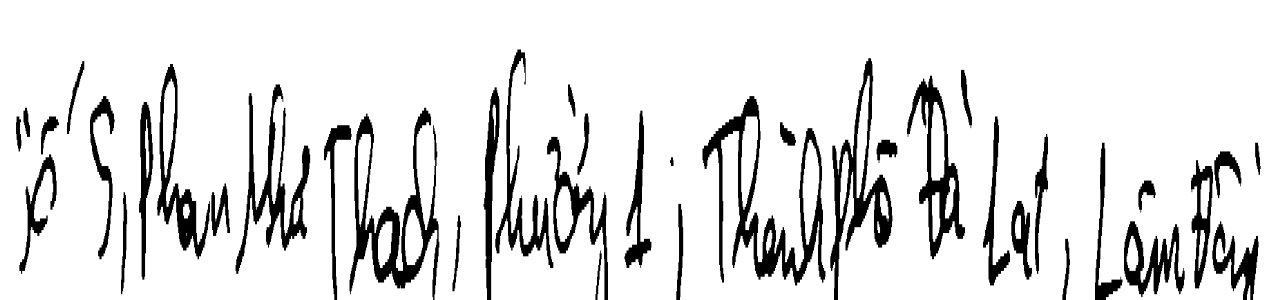 số 5, Phan Như Thạch, Phường 1, Thành phố Đà Lạt, Lâm Đồng